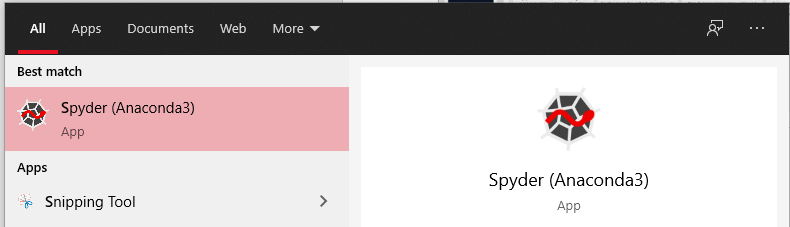 All Apps Documents Web More
Best match
Spyder (Anaconda3)
App
Apps
Snipping Tool
Spyder (Anaconda3)
App